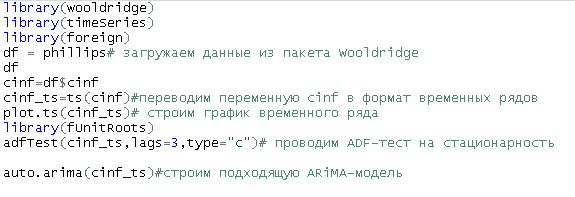 library(wooldridge)
library(timeSeries)
library(foreign)
df = phillips# загружаем данные из пакета Wooldridge
df
cinf=df$cinf
cinf_ts=ts(cinf)#переводим переменную cinf в формат временных рядов
plot.ts(cinf_ts)# строим график временного ряда
library(fUnitRoots)
adfTest(cinf_ts,lags=3,type="c")# проводим ADF-тест на стационарность
auto.arima(cinf_ts)#строим подходящую ARiMA-модель